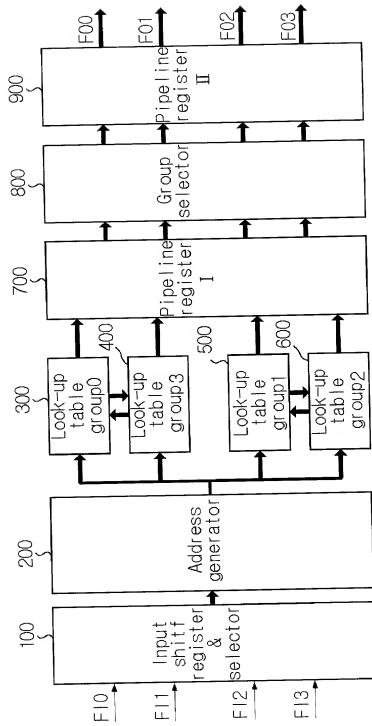 100
200
300
400
500
600
700
800
900
FI0
FI1
FI2
FI3
Input
shitf
register
&
selector
Address
generator
Look-up
table
group0
Look-up
table
group3
Look-up
table
group1
Look-up
table
group2
Pipeline
register
I
Group
selector
Pipeline
register
II
F00
F01
F02
F03